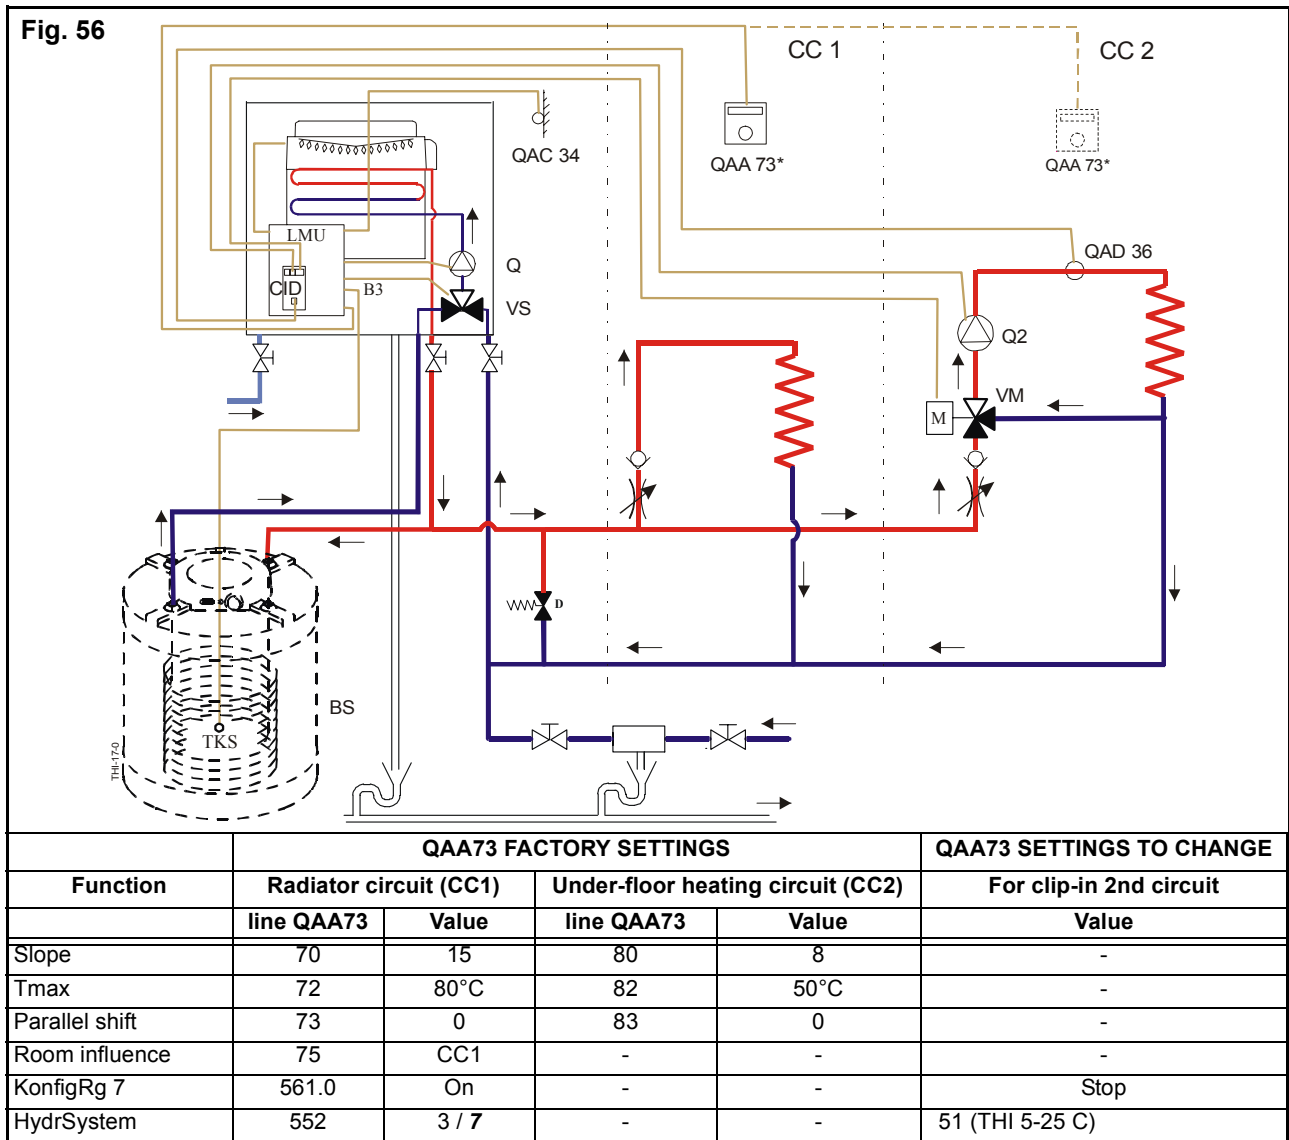 Fig. 56
CC 1
CC 2
QAC 34
QAA 73*
QAA 73*
LMU
CID
B3
Q
VS
QAD 36
Q2
VM
M
D
BS
TKS
THI-17-0
QAA73 FACTORY SETTINGS | QAA73 SETTINGS TO CHANGE
Function | Radiator circuit (CC1) | Under-floor heating circuit (CC2) | For clip-in 2nd circuit
line QAA73 | Value | line QAA73 | Value | Value
Slope | 70 | 15 | 80 | 8 | -
Tmax | 72 | 80°C | 82 | 50°C | -
Parallel shift | 73 | 0 | 83 | 0 | -
Room influence | 75 | CC1 | - | - | -
KonfigRg 7 | 561.0 | On | - | - | Stop
HydrSystem | 552 | 3 / 7 | - | - | 51 (THI 5-25 C)